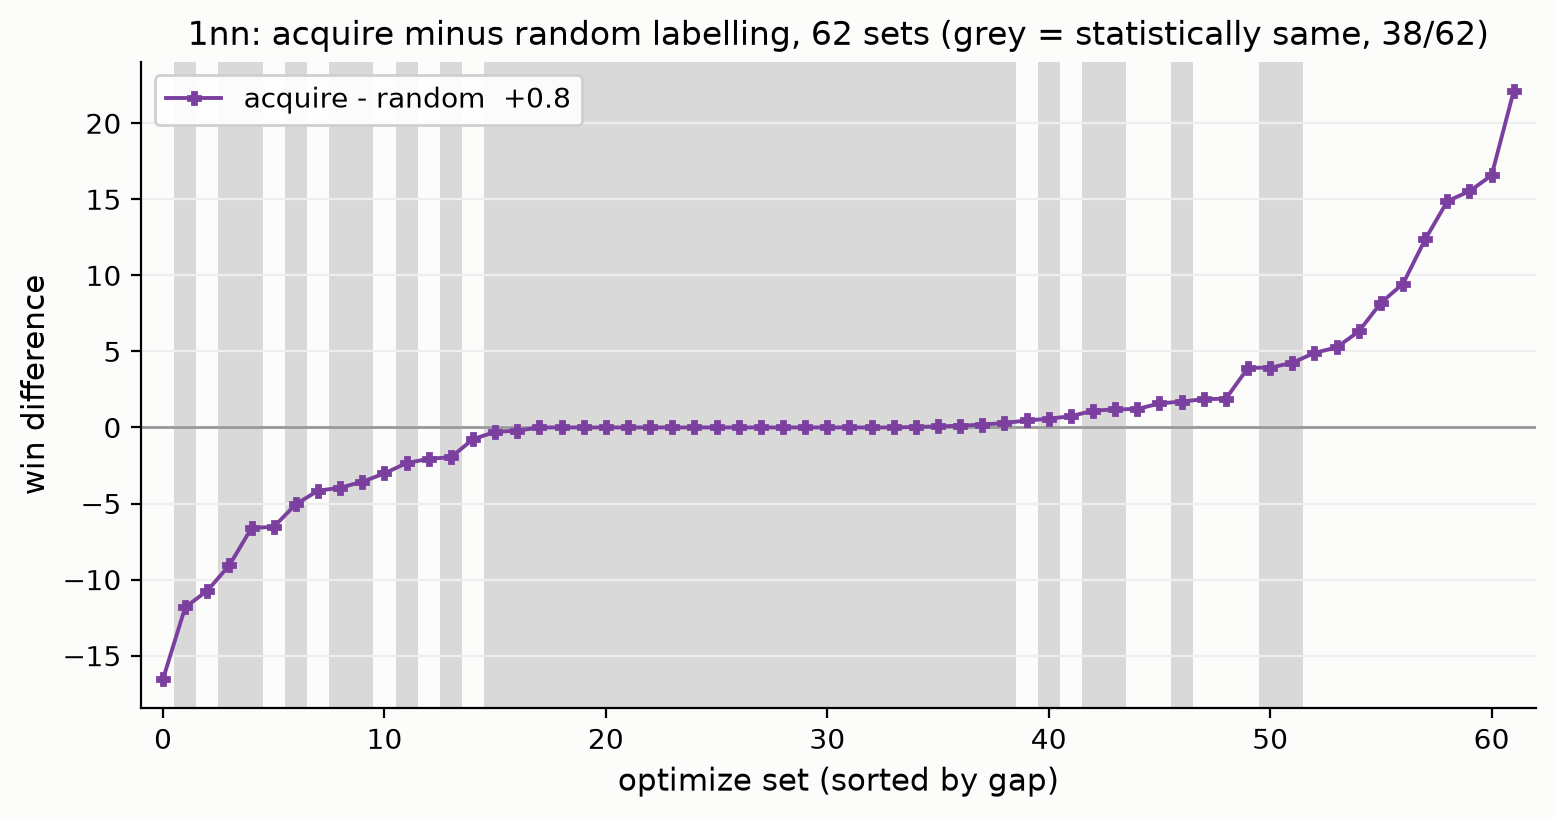 1nn: acquire minus random labelling, 62 sets (grey = statistically same, 38/62)
acquire - random  +0.8
win difference
20
15
10
5
0
−5
−10
−15
0 10 20 30 40 50 60
optimize set (sorted by gap)